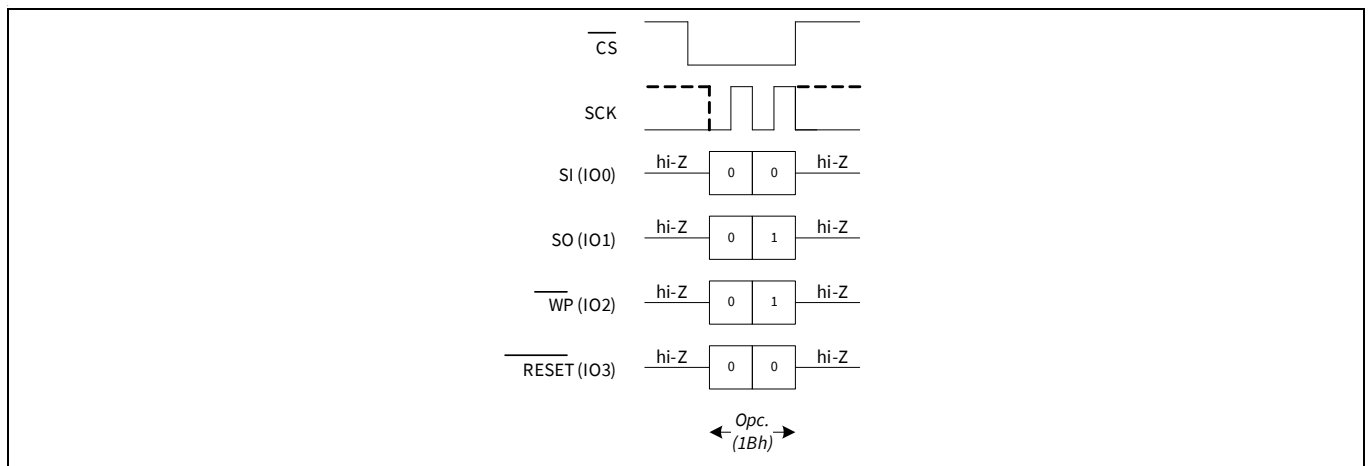 CS
SCK
SI (IO0) hi-Z 0 0 hi-Z
SO (IO1) hi-Z 0 1 hi-Z
WP (IO2) hi-Z 0 1 hi-Z
RESET (IO3) hi-Z 0 0 hi-Z
Opc.
(1Bh)